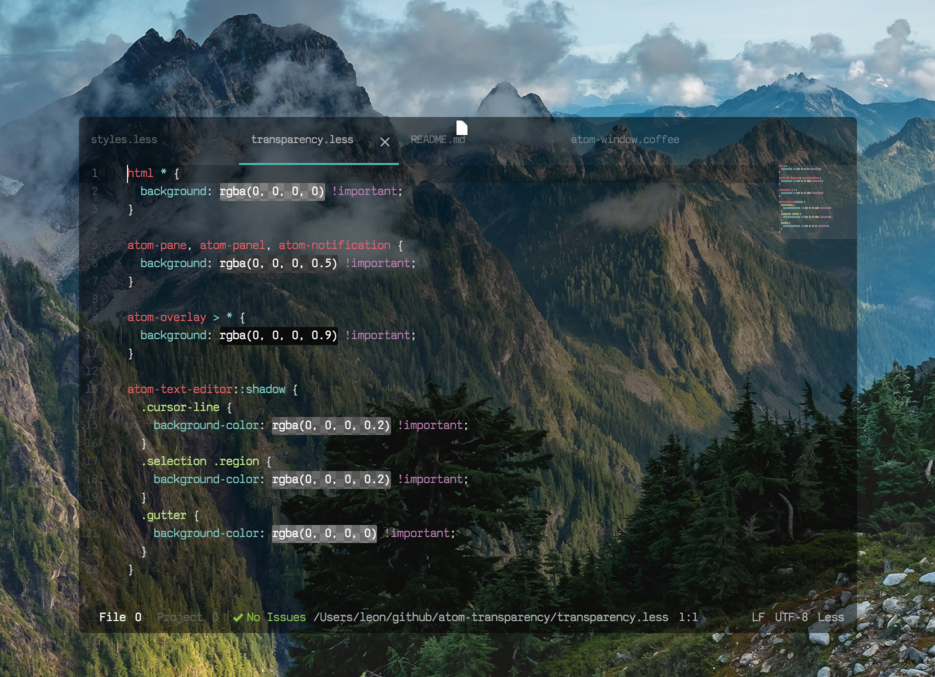 styles.less
transparency.less
README.md
atom-window.coffee
1 html * {
2 background: rgba(0, 0, 0, 0) !important;
}
atom-pane, atom-panel, atom-notification {
background: rgba(0, 0, 0, 0.5) !important;
}
8
atom-overlay > * {
background: rgba(0, 0, 0, 0.9) !important;
}
atom-text-editor::shadow {
.cursor-line {
background-color: rgba(0, 0, 0, 0.2) !important;
}
.selection .region {
background-color: rgba(0, 0, 0, 0.2) !important;
}
.gutter {
background-color: rgba(0, 0, 0, 0) !important;
}
}
File 0 Project 0 ✔ No Issues /Users/leon/github/atom-transparency/transparency.less 1:1 LF UTF-8 Less